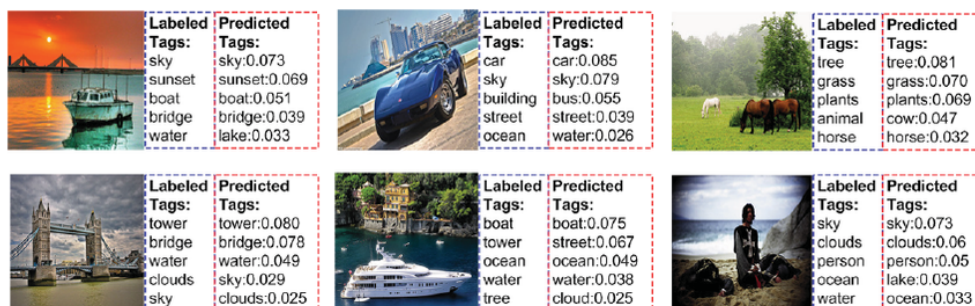 Labeled Predicted
Tags: Tags:
sky sky:0.073
sunset sunset:0.069
boat boat:0.051
bridge bridge:0.039
water lake:0.033
Labeled Predicted
Tags: Tags:
car car:0.085
sky sky:0.079
building bus:0.055
street street:0.039
ocean water:0.026
Labeled Predicted
Tags: Tags:
tree tree:0.081
grass grass:0.070
plants plants:0.069
animal cow:0.047
horse horse:0.032
Labeled Predicted
Tags: Tags:
tower tower:0.080
bridge bridge:0.078
water water:0.049
clouds sky:0.029
sky clouds:0.025
Labeled Predicted
Tags: Tags:
boat boat:0.075
tower street:0.067
ocean ocean:0.049
water water:0.038
tree cloud:0.025
Labeled Predicted
Tags: Tags:
sky sky:0.073
clouds clouds:0.06
person person:0.05
ocean lake:0.039
water ocean:0.033